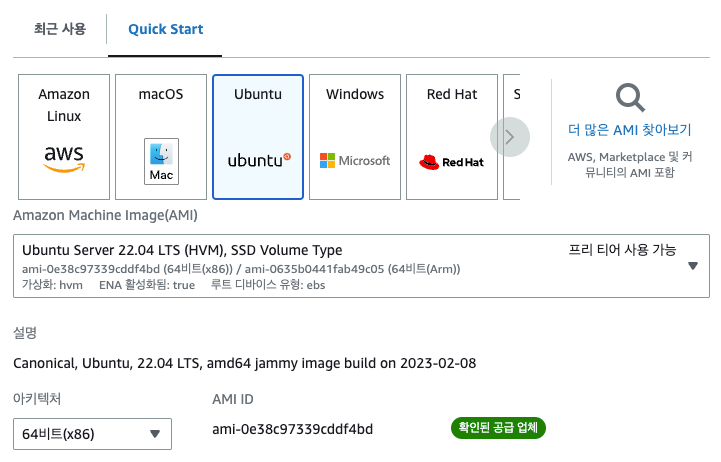 최근 사용
Quick Start
Amazon
Linux
aws
macOS
Mac
Ubuntu
ubuntu
Windows
Microsoft
Red Hat
Red Hat
S
더 많은 AMI 찾아보기
AWS, Marketplace 및 커
뮤니티의 AMI 포함
Amazon Machine Image(AMI)
Ubuntu Server 22.04 LTS (HVM), SSD Volume Type
프리 티어 사용 가능
ami-0e38c97339cddf4bd (64비트(x86)) / ami-0635b0441fab49c05 (64비트(Arm))
가상화: hvm ENA 활성화됨: true 루트 디바이스 유형: ebs
설명
Canonical, Ubuntu, 22.04 LTS, amd64 jammy image build on 2023-02-08
아키텍처
AMI ID
64비트(x86)
ami-0e38c97339cddf4bd
확인된 공급 업체